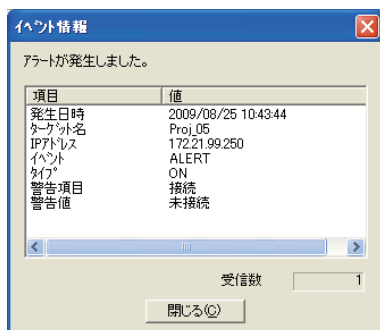 イベント情報
アラートが発生しました。
項目 値
発生日時 2009/08/25 10:43:44
ターゲット名 Proj_05
IPアドレス 172.21.99.250
イベント ALERT
タイプ ON
警告項目 接続
警告値 未接続
受信数 1
閉じる(C)